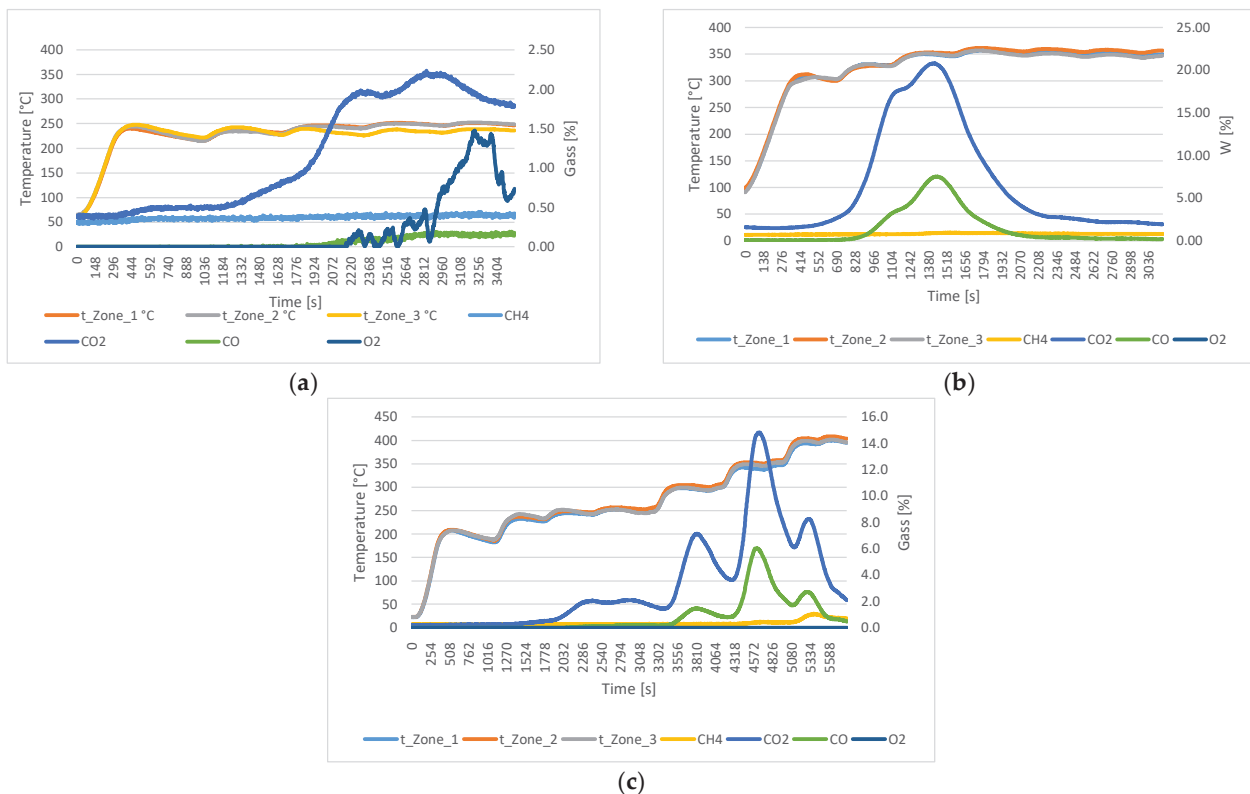 400 2.50
350
300 2.00
250 1.50
200
150 1.00
100 0.50
50
0 0.00
Temperature [°C]
Gass [%]
0 148 296 444 592 740 888 1036 1184 1332 1480 1628 1776 1924 2072 2220 2368 2516 2664 2812 2960 3108 3256 3404
Time [s]
t_Zone_1 °C t_Zone_2 °C t_Zone_3 °C CH4
CO2 CO O2
(a)
400 25.00
350
300 20.00
250 15.00
200
150 10.00
100 5.00
50
0 0.00
Temperature [°C]
W [%]
0 138 276 414 552 690 828 966 1104 1242 1380 1518 1656 1794 1932 2070 2208 2346 2484 2622 2760 2898 3036
Time [s]
t_Zone_1 t_Zone_2 t_Zone_3 CH4 CO2 CO O2
(b)
450 16.0
400 14.0
350 12.0
300 10.0
250 8.0
200
150 6.0
100 4.0
50 2.0
0 0.0
Temperature [°C]
Gass [%]
0 254 508 762 1016 1270 1524 1778 2032 2286 2540 2794 3048 3302 3556 3810 4064 4318 4572 4826 5080 5334 5588
Time [s]
t_Zone_1 t_Zone_2 t_Zone_3 CH4 CO2 CO O2
(c)